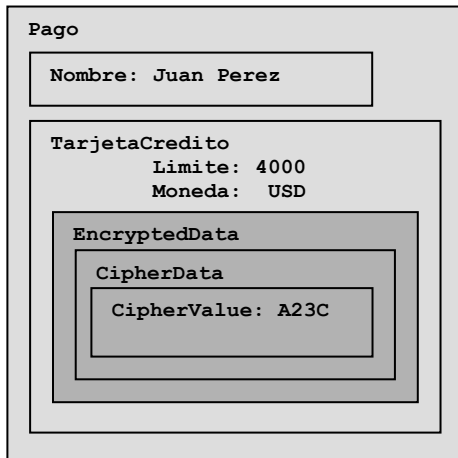 Pago
Nombre: Juan Perez
TarjetaCredito
Limite: 4000
Moneda: USD
EncryptedData
CipherData
CipherValue: A23C